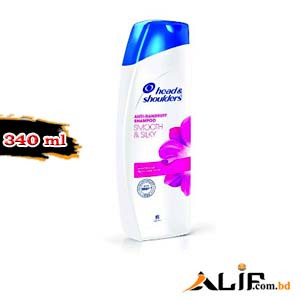 head &
shoulders
ANTI-DANDRUFF
SHAMPOO
SMOOTH
& SILKY
340 ml
ALIF.com.bd